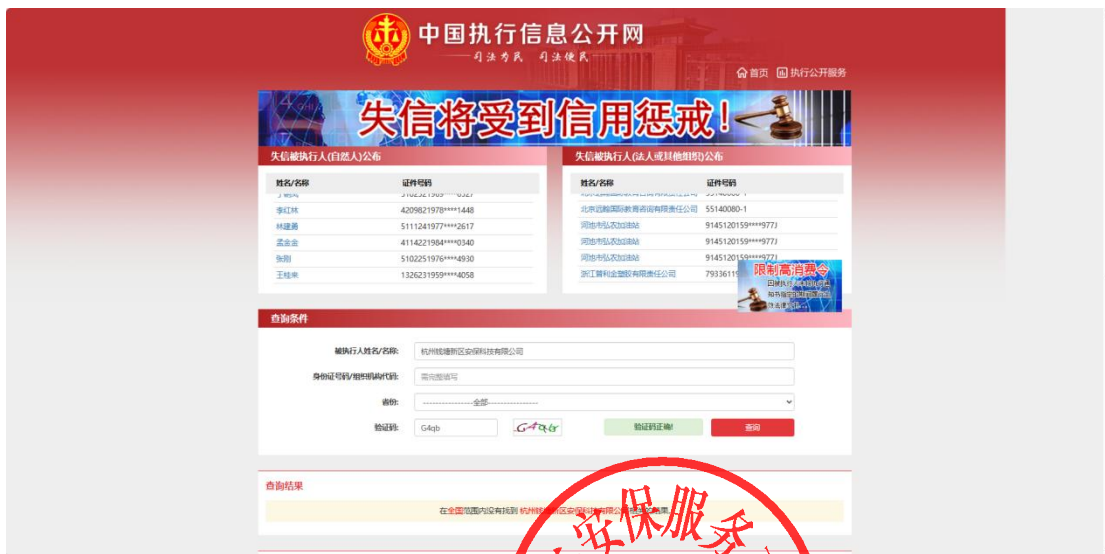 中国执行信息公开网
司法为民 司法便民
首页 执行公开服务
失信将受到信用惩戒!
失信被执行人(自然人)公布
姓名/名称 证件号码
李红林 4209821978****1448
林建勇 5111241977****2617
孟金金 4114221984****0340
张刚 5102251976****4930
王桂来 1326231959****4058
失信被执行人(法人或其他组织)公布
姓名/名称 证件号码
北京远翰国际教育咨询有限责任公司 55140080-1
河池市弘农加油站 9145120159****977J
河池市弘农加油站 9145120159****977J
河池市弘农加油站 9145120159****977J
浙江普利金塑胶有限责任公司 7933611
限制高消费令
查询条件
被执行人姓名/名称: 杭州钱塘新区安保科技有限公司
身份证号码/组织机构代码: 需完整填写
省份: ----------------全部----------------
验证码: G4qb G4qb 验证码正确! 查询
查询结果
在全国范围内没有找到 杭州钱塘新区安保科技有限公司相关的结果.
安保服务